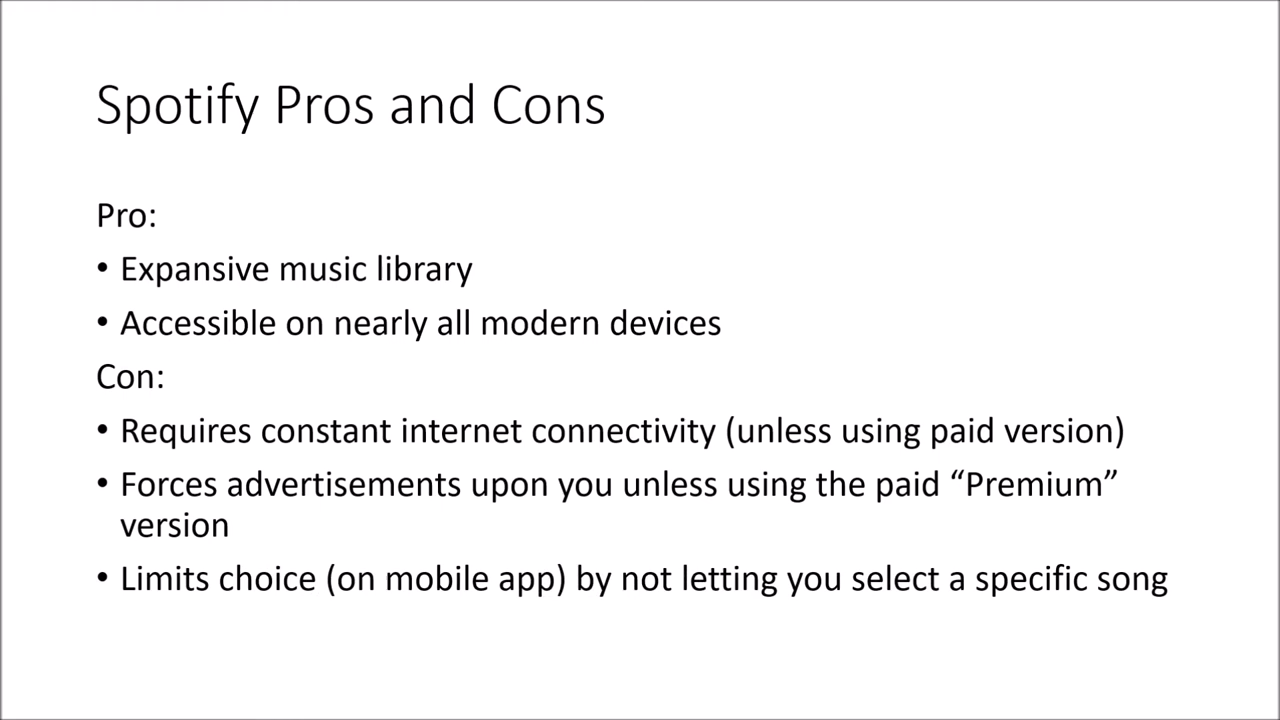 Spotify Pros and Cons
Pro:
• Expansive music library
• Accessible on nearly all modern devices
Con:
• Requires constant internet connectivity (unless using paid version)
• Forces advertisements upon you unless using the paid “Premium”
version
• Limits choice (on mobile app) by not letting you select a specific song